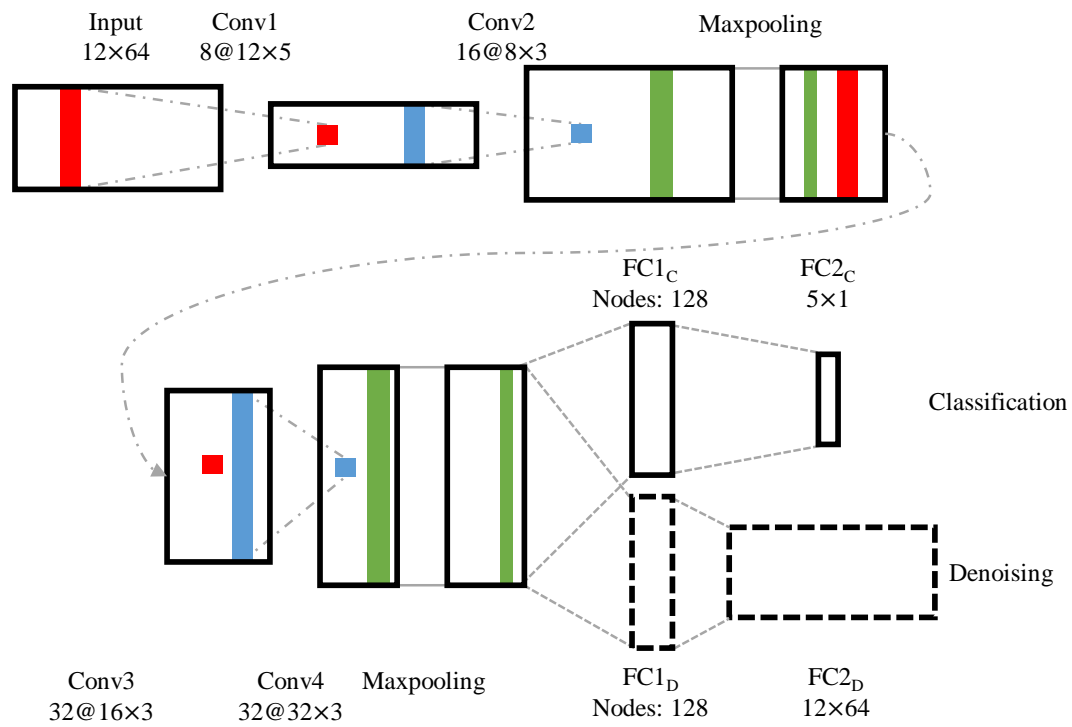 Input
12×64
Conv1
8@12×5
Conv2
16@8×3
Maxpooling
FC1C
Nodes: 128
FC2C
5×1
Classification
Denoising
Conv3
32@16×3
Conv4
32@32×3
Maxpooling
FC1D
Nodes: 128
FC2D
12×64